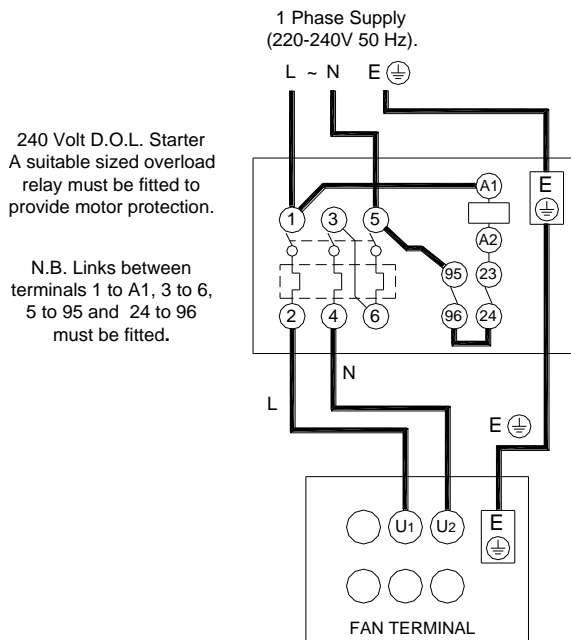 1 Phase Supply
(220-240V 50 Hz).
L ~ N E
240 Volt D.O.L. Starter
A suitable sized overload
relay must be fitted to
provide motor protection.
N.B. Links between
terminals 1 to A1, 3 to 6,
5 to 95 and 24 to 96
must be fitted.
A1
E
1 3 5
A2
95 23
2 4 6 96 24
N
L
E
U1 U2 E
FAN TERMINAL